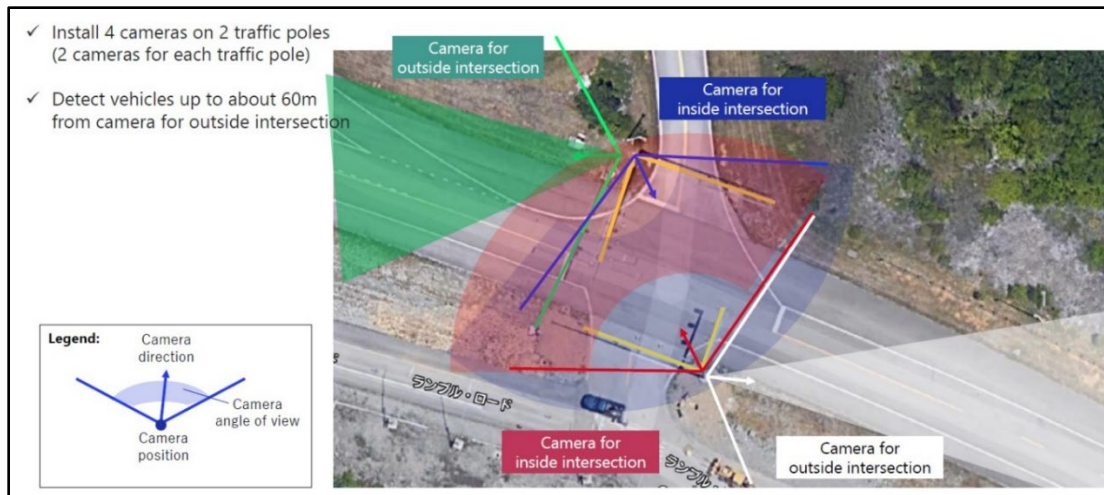 ✓ Install 4 cameras on 2 traffic poles
(2 cameras for each traffic pole)
✓ Detect vehicles up to about 60m
from camera for outside intersection
Camera for
outside intersection
Camera for
inside intersection
Legend:
Camera
direction
Camera
angle of view
Camera
position
ランブル・ロード
Camera for
inside intersection
Camera for
outside intersection